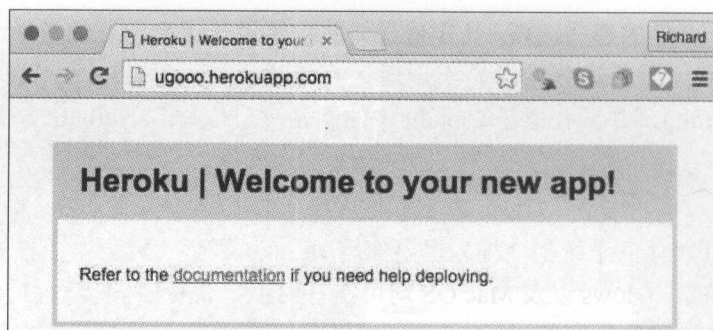 Heroku | Welcome to your
Richard
ugooo.herokuapp.com
Heroku | Welcome to your new app!
Refer to the documentation if you need help deploying.